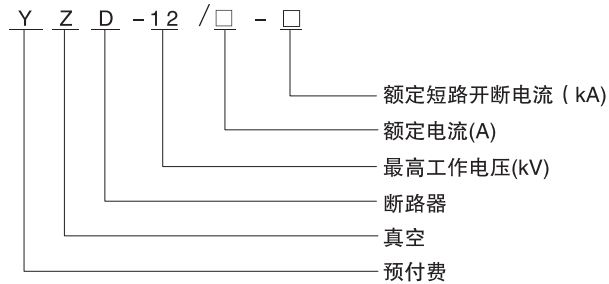 Y Z D -12 /□ - □
额定短路开断电流（kA)
额定电流(A)
最高工作电压(kV)
断路器
真空
预付费